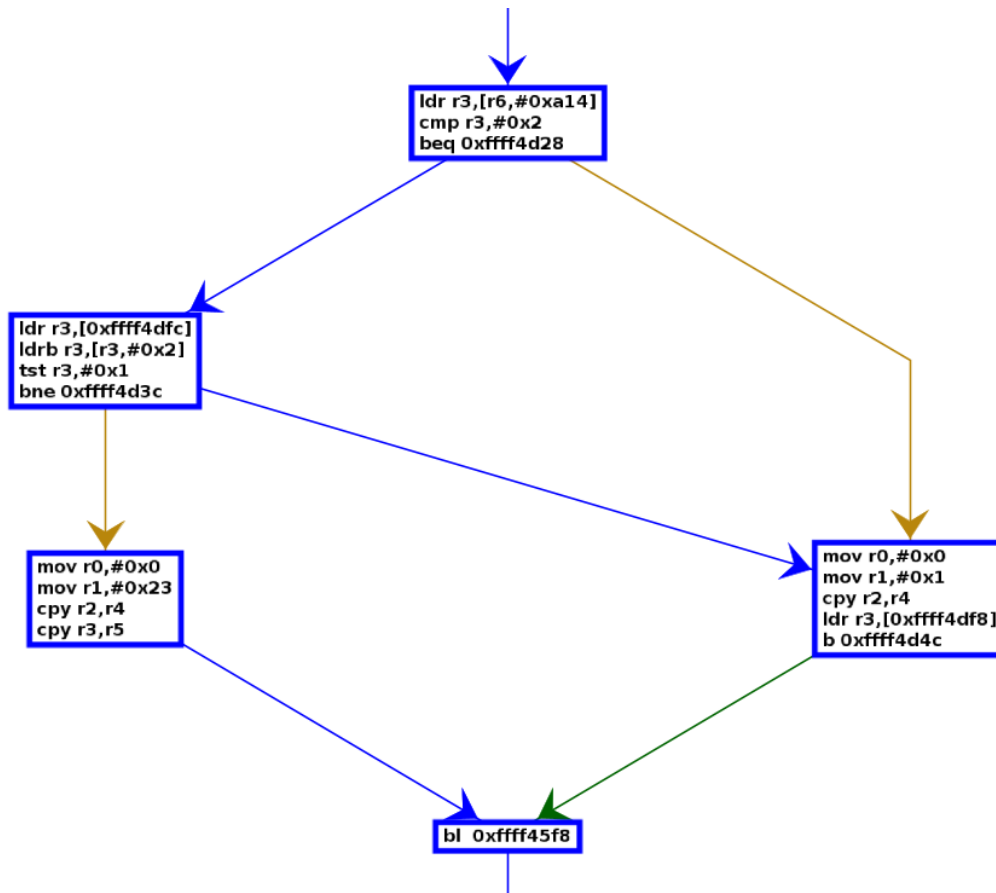 ldr r3,[r6,#0xa14]
cmp r3,#0x2
beq 0xffff4d28
ldr r3,[0xffff4dfc]
ldrb r3,[r3,#0x2]
tst r3,#0x1
bne 0xffff4d3c
mov r0,#0x0
mov r1,#0x23
cpy r2,r4
cpy r3,r5
mov r0,#0x0
mov r1,#0x1
cpy r2,r4
ldr r3,[0xffff4df8]
b 0xffff4d4c
bl 0xffff45f8